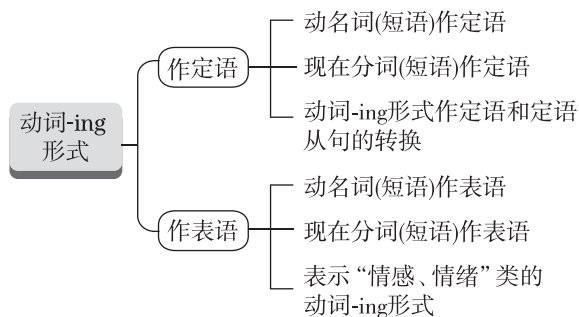 动词-ing
形式
作定语
动名词(短语)作定语
现在分词(短语)作定语
动词-ing形式作定语和定语
从句的转换
作表语
动名词(短语)作表语
现在分词(短语)作表语
表示“情感、情绪”类的
动词-ing形式